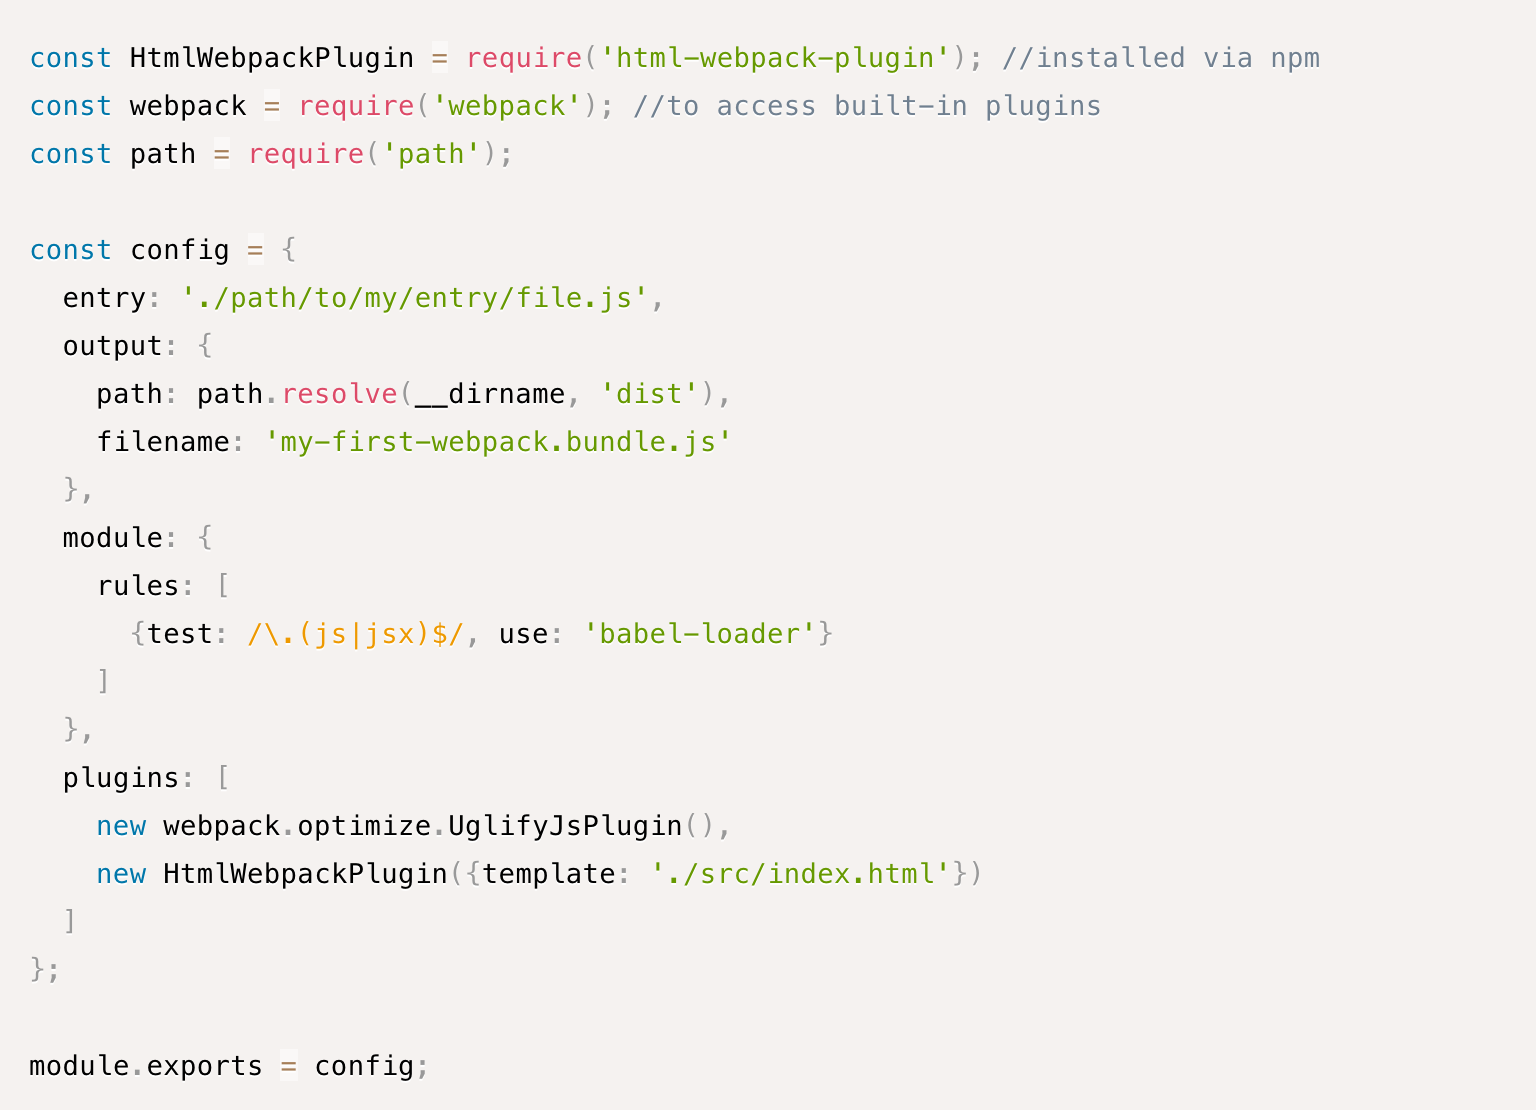 const HtmlWebpackPlugin = require('html-webpack-plugin'); //installed via npm
const webpack = require('webpack'); //to access built-in plugins
const path = require('path');

const config = {
  entry: './path/to/my/entry/file.js',
  output: {
    path: path.resolve(__dirname, 'dist'),
    filename: 'my-first-webpack.bundle.js'
  },
  module: {
    rules: [
      {test: /\.(js|jsx)$/, use: 'babel-loader'}
    ]
  },
  plugins: [
    new webpack.optimize.UglifyJsPlugin(),
    new HtmlWebpackPlugin({template: './src/index.html'})
  ]
};

module.exports = config;